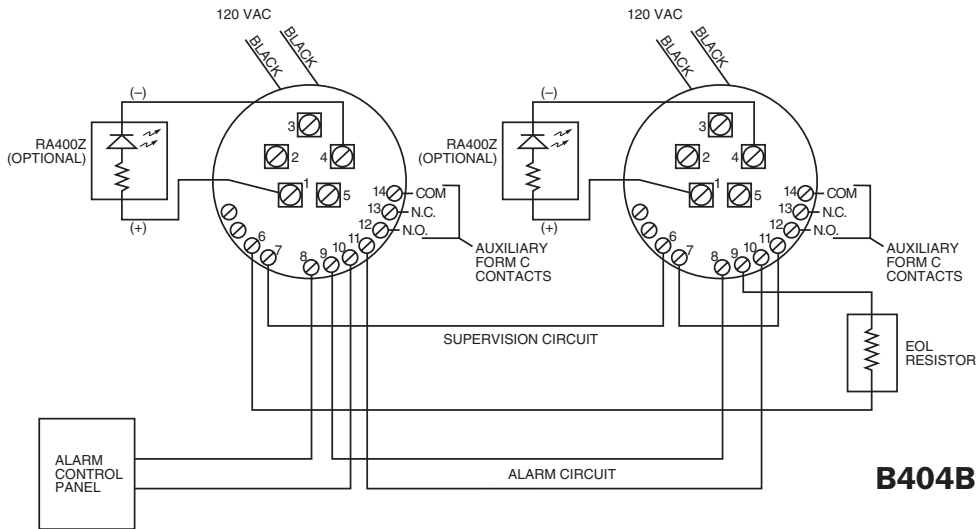 120 VAC
BLACK
BLACK
(–)
RA400Z
(OPTIONAL)
(+)
3
2
4
1
5
14
COM
13
N.C.
12
N.O.
11
10
9
8
7
6
AUXILIARY
FORM C
CONTACTS
120 VAC
BLACK
BLACK
(–)
RA400Z
(OPTIONAL)
(+)
3
2
4
1
5
14
COM
13
N.C.
12
N.O.
11
10
9
8
7
6
AUXILIARY
FORM C
CONTACTS
SUPERVISION CIRCUIT
EOL
RESISTOR
ALARM
CONTROL
PANEL
ALARM CIRCUIT
B404B